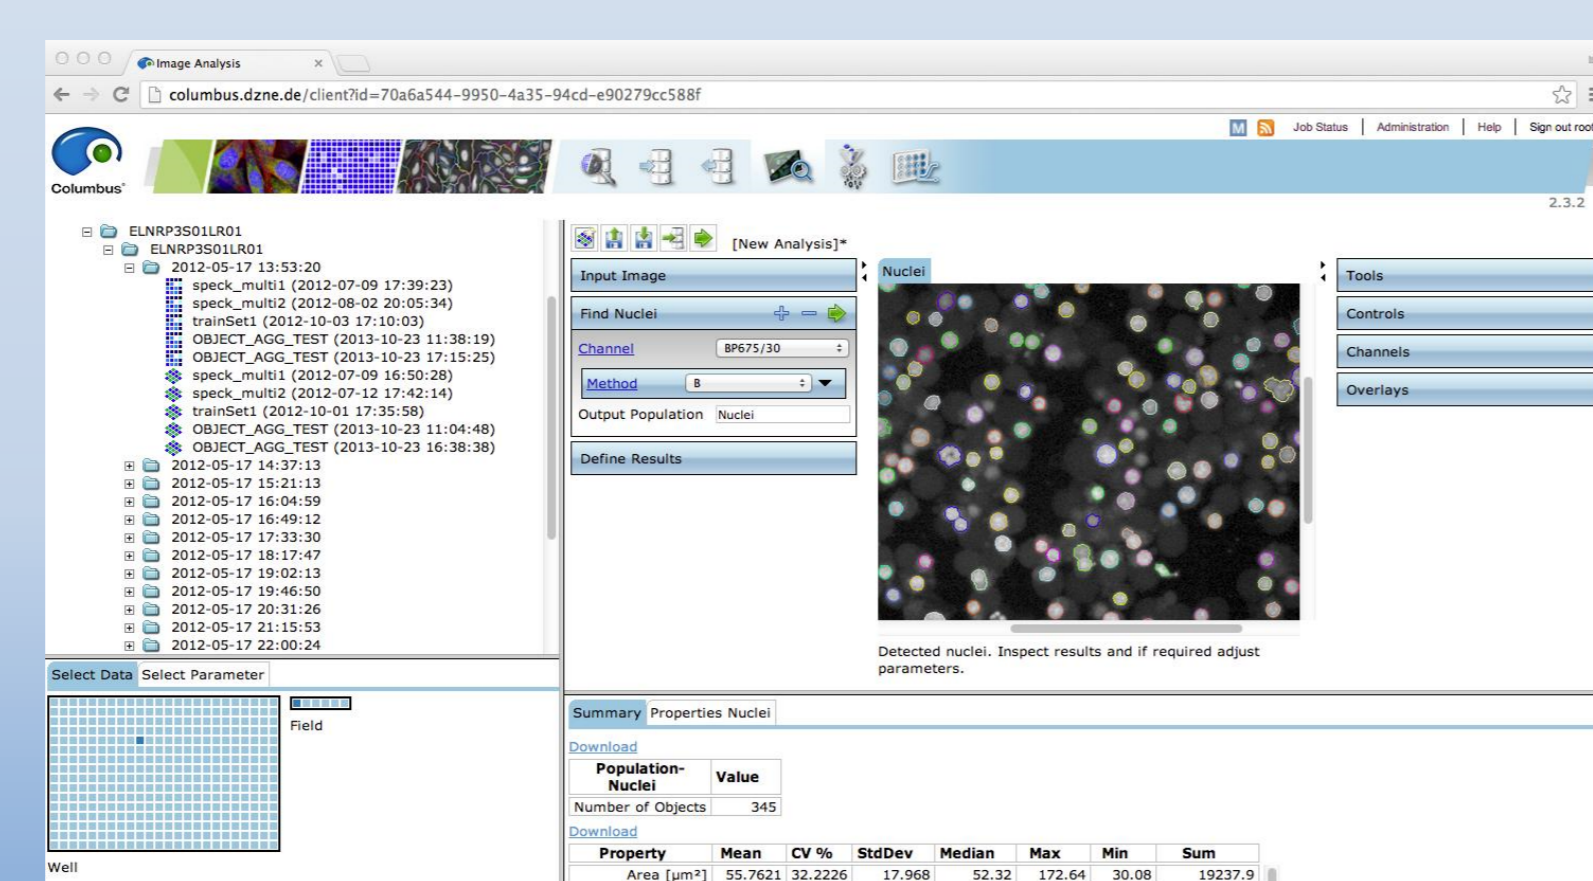 Image Analysis
columbus.dzne.de/client?id=70a6a544-9950-4a35-94cd-e90279cc588f
M Job Status Administration Help Sign out root
Columbus
2.3.2
ELNRP3S01LR01
ELNRP3S01LR01
2012-05-17 13:53:20
speck_multi1 (2012-07-09 17:39:23)
speck_multi2 (2012-08-02 20:05:34)
trainSet1 (2012-10-03 17:10:03)
OBJECT_AGG_TEST (2013-10-23 11:38:19)
OBJECT_AGG_TEST (2013-10-23 17:15:25)
speck_multi1 (2012-07-09 16:50:28)
speck_multi2 (2012-07-12 17:42:14)
trainSet1 (2012-10-01 17:35:58)
OBJECT_AGG_TEST (2013-10-23 11:04:48)
OBJECT_AGG_TEST (2013-10-23 16:38:38)
2012-05-17 14:37:13
2012-05-17 15:21:13
2012-05-17 16:04:59
2012-05-17 16:49:12
2012-05-17 17:33:30
2012-05-17 18:17:47
2012-05-17 19:02:13
2012-05-17 19:46:50
2012-05-17 20:31:26
2012-05-17 21:15:53
2012-05-17 22:00:24
Select Data Select Parameter
Field
Well
[New Analysis]*
Input Image
Find Nuclei
Channel BP675/30
Method B
Output Population Nuclei
Define Results
Nuclei
Detected nuclei. Inspect results and if required adjust
parameters.
Tools
Controls
Channels
Overlays
Summary Properties Nuclei
Download
Population-
Nuclei Value
Number of Objects 345
Download
Property Mean CV % StdDev Median Max Min Sum
Area [µm²] 55.7621 32.2226 17.968 52.32 172.64 30.08 19237.9